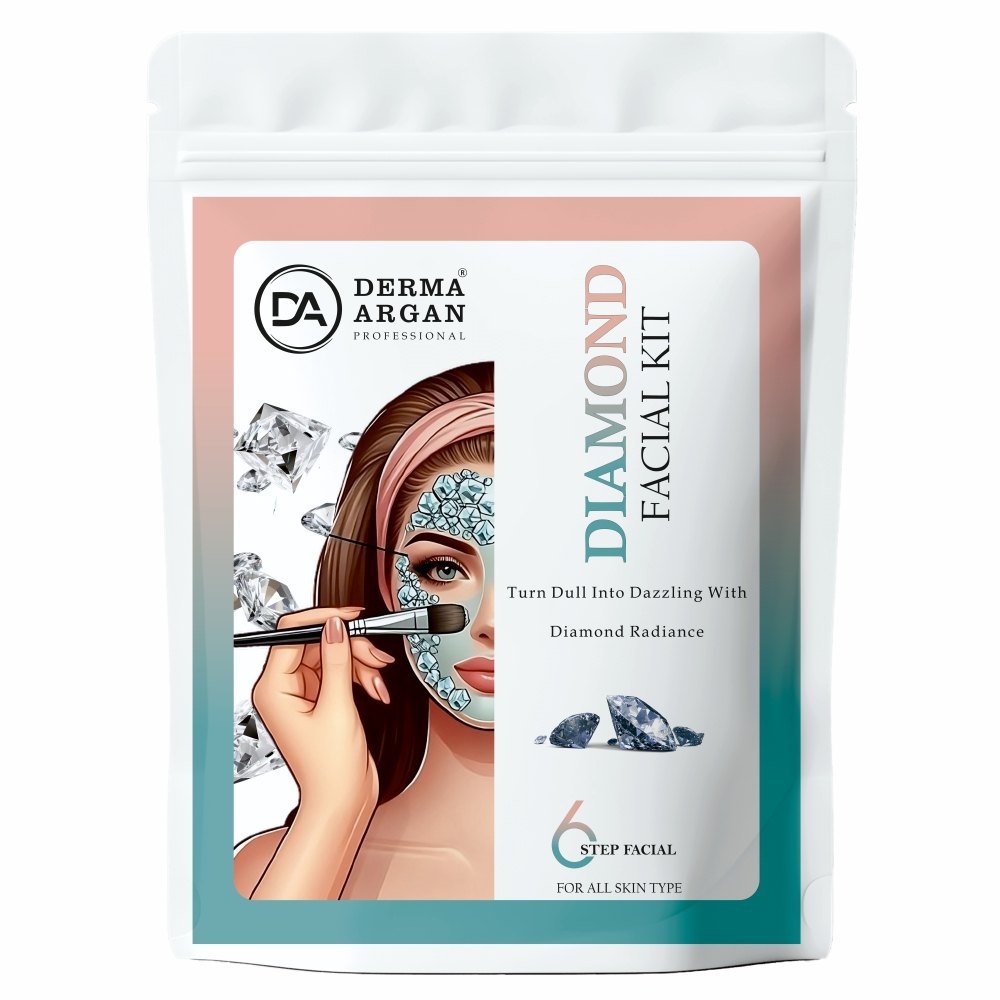 DA
DERMA®
ARGAN
PROFESSIONAL
DIAMOND
FACIAL KIT
Turn Dull Into Dazzling With
Diamond Radiance
6
STEP FACIAL
FOR ALL SKIN TYPE